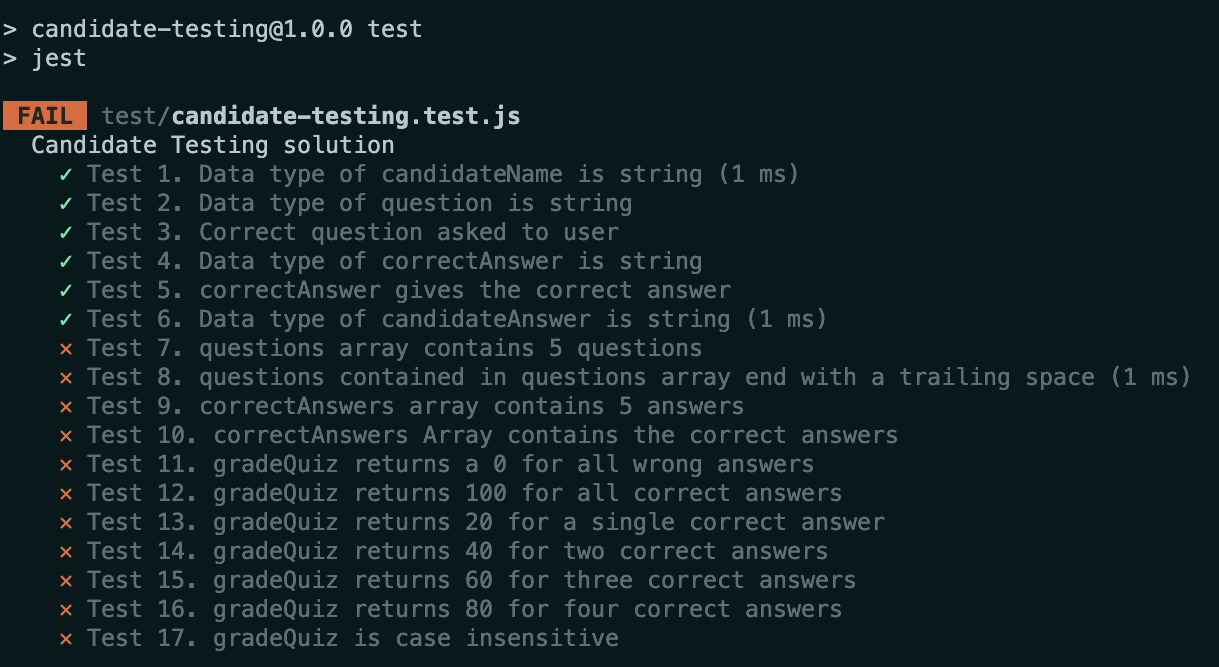 > candidate-testing@1.0.0 test
> jest
FAIL test/candidate-testing.test.js
Candidate Testing solution
✓ Test 1. Data type of candidateName is string (1 ms)
✓ Test 2. Data type of question is string
✓ Test 3. Correct question asked to user
✓ Test 4. Data type of correctAnswer is string
✓ Test 5. correctAnswer gives the correct answer
✓ Test 6. Data type of candidateAnswer is string (1 ms)
✕ Test 7. questions array contains 5 questions
✕ Test 8. questions contained in questions array end with a trailing space (1 ms)
✕ Test 9. correctAnswers array contains 5 answers
✕ Test 10. correctAnswers Array contains the correct answers
✕ Test 11. gradeQuiz returns a 0 for all wrong answers
✕ Test 12. gradeQuiz returns 100 for all correct answers
✕ Test 13. gradeQuiz returns 20 for a single correct answer
✕ Test 14. gradeQuiz returns 40 for two correct answers
✕ Test 15. gradeQuiz returns 60 for three correct answers
✕ Test 16. gradeQuiz returns 80 for four correct answers
✕ Test 17. gradeQuiz is case insensitive